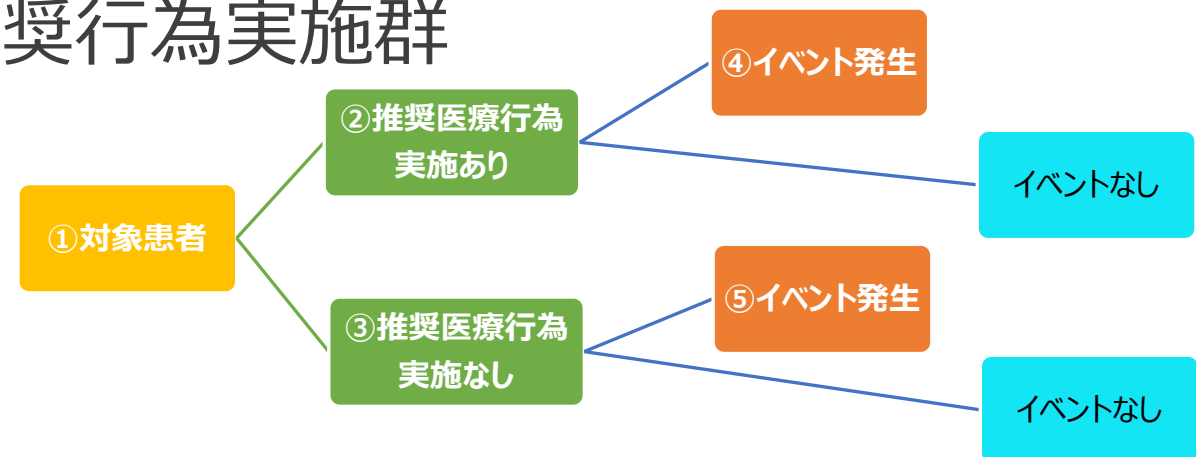 奨行為実施群
①対象患者
②推奨医療行為
実施あり
④イベント発生
イベントなし
③推奨医療行為
実施なし
⑤イベント発生
イベントなし